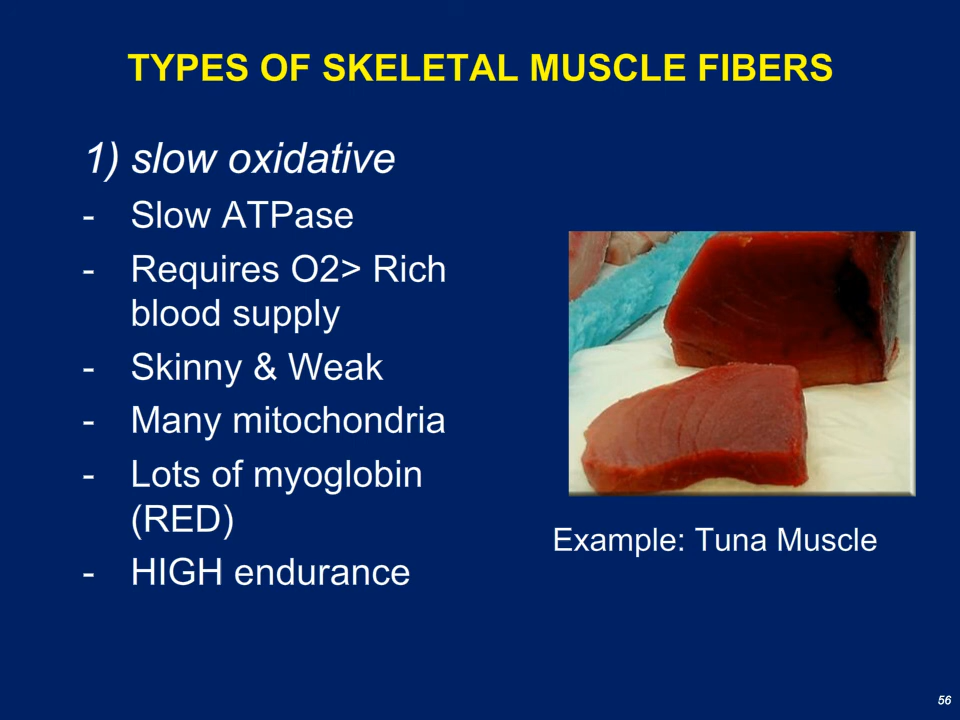 TYPES OF SKELETAL MUSCLE FIBERS
1) slow oxidative
- Slow ATPase
- Requires O2> Rich
blood supply
- Skinny & Weak
- Many mitochondria
- Lots of myoglobin
(RED)
- HIGH endurance
Example: Tuna Muscle
56